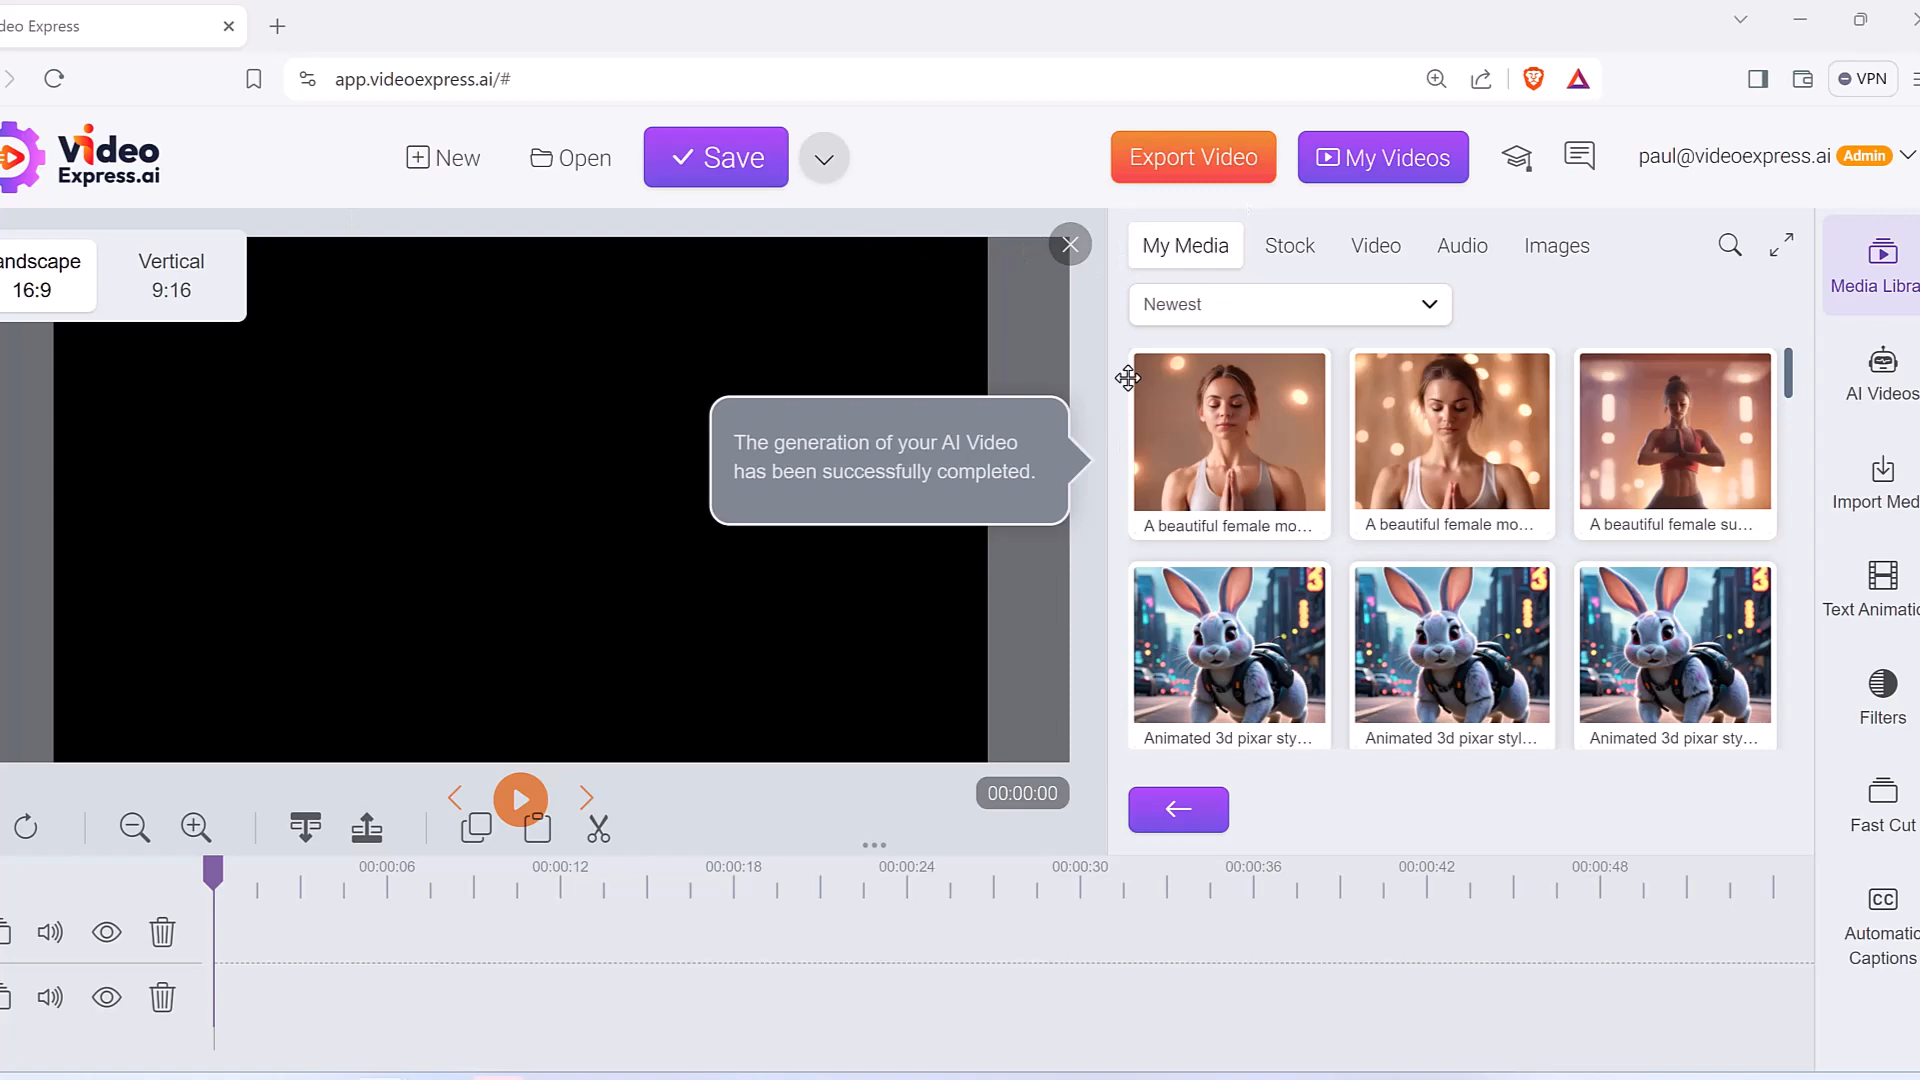 deo Express
app.videoexpress.ai/#
VPN
Video
Express.ai
New
Open
Save
Export Video
My Videos
paul@videoexpress.ai
Admin
andscape
16:9
Vertical
9:16
My Media
Stock
Video
Audio
Images
Newest
The generation of your AI Video
has been successfully completed.
A beautiful female mo...
A beautiful female mo...
A beautiful female su...
3
3
3
Animated 3d pixar sty...
Animated 3d pixar styl...
Animated 3d pixar sty...
Media Libra
AI Videos
Import Med
Text Animatio
Filters
Fast Cut
CC
Automatic
Captions
00:00:00
00:00:06
00:00:12
00:00:18
00:00:24
00:00:30
00:00:36
00:00:42
00:00:48